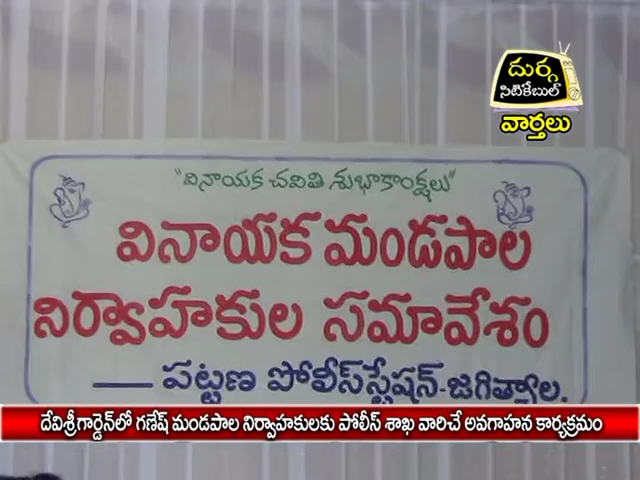 దుర్గ
సిటికేబుల్
వార్తలు
"వినాయక చవితి శుభాకాంక్షలు"
వినాయక మండపాల
నిర్వాహకుల సమావేశం
— పట్టణ పోలీస్‌స్టేషన్-జగిత్యాల.
దేవిశ్రీగార్డెన్‌లో గణేష్ మండపాల నిర్వాహకులకు పోలీస్ శాఖ వారిచే అవగాహన కార్యక్రమం